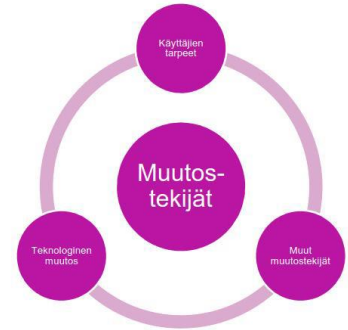 Käyttäjien
tarpeet
Muutos-
tekijät
Teknologinen
muutos
Muut
muutostekijät